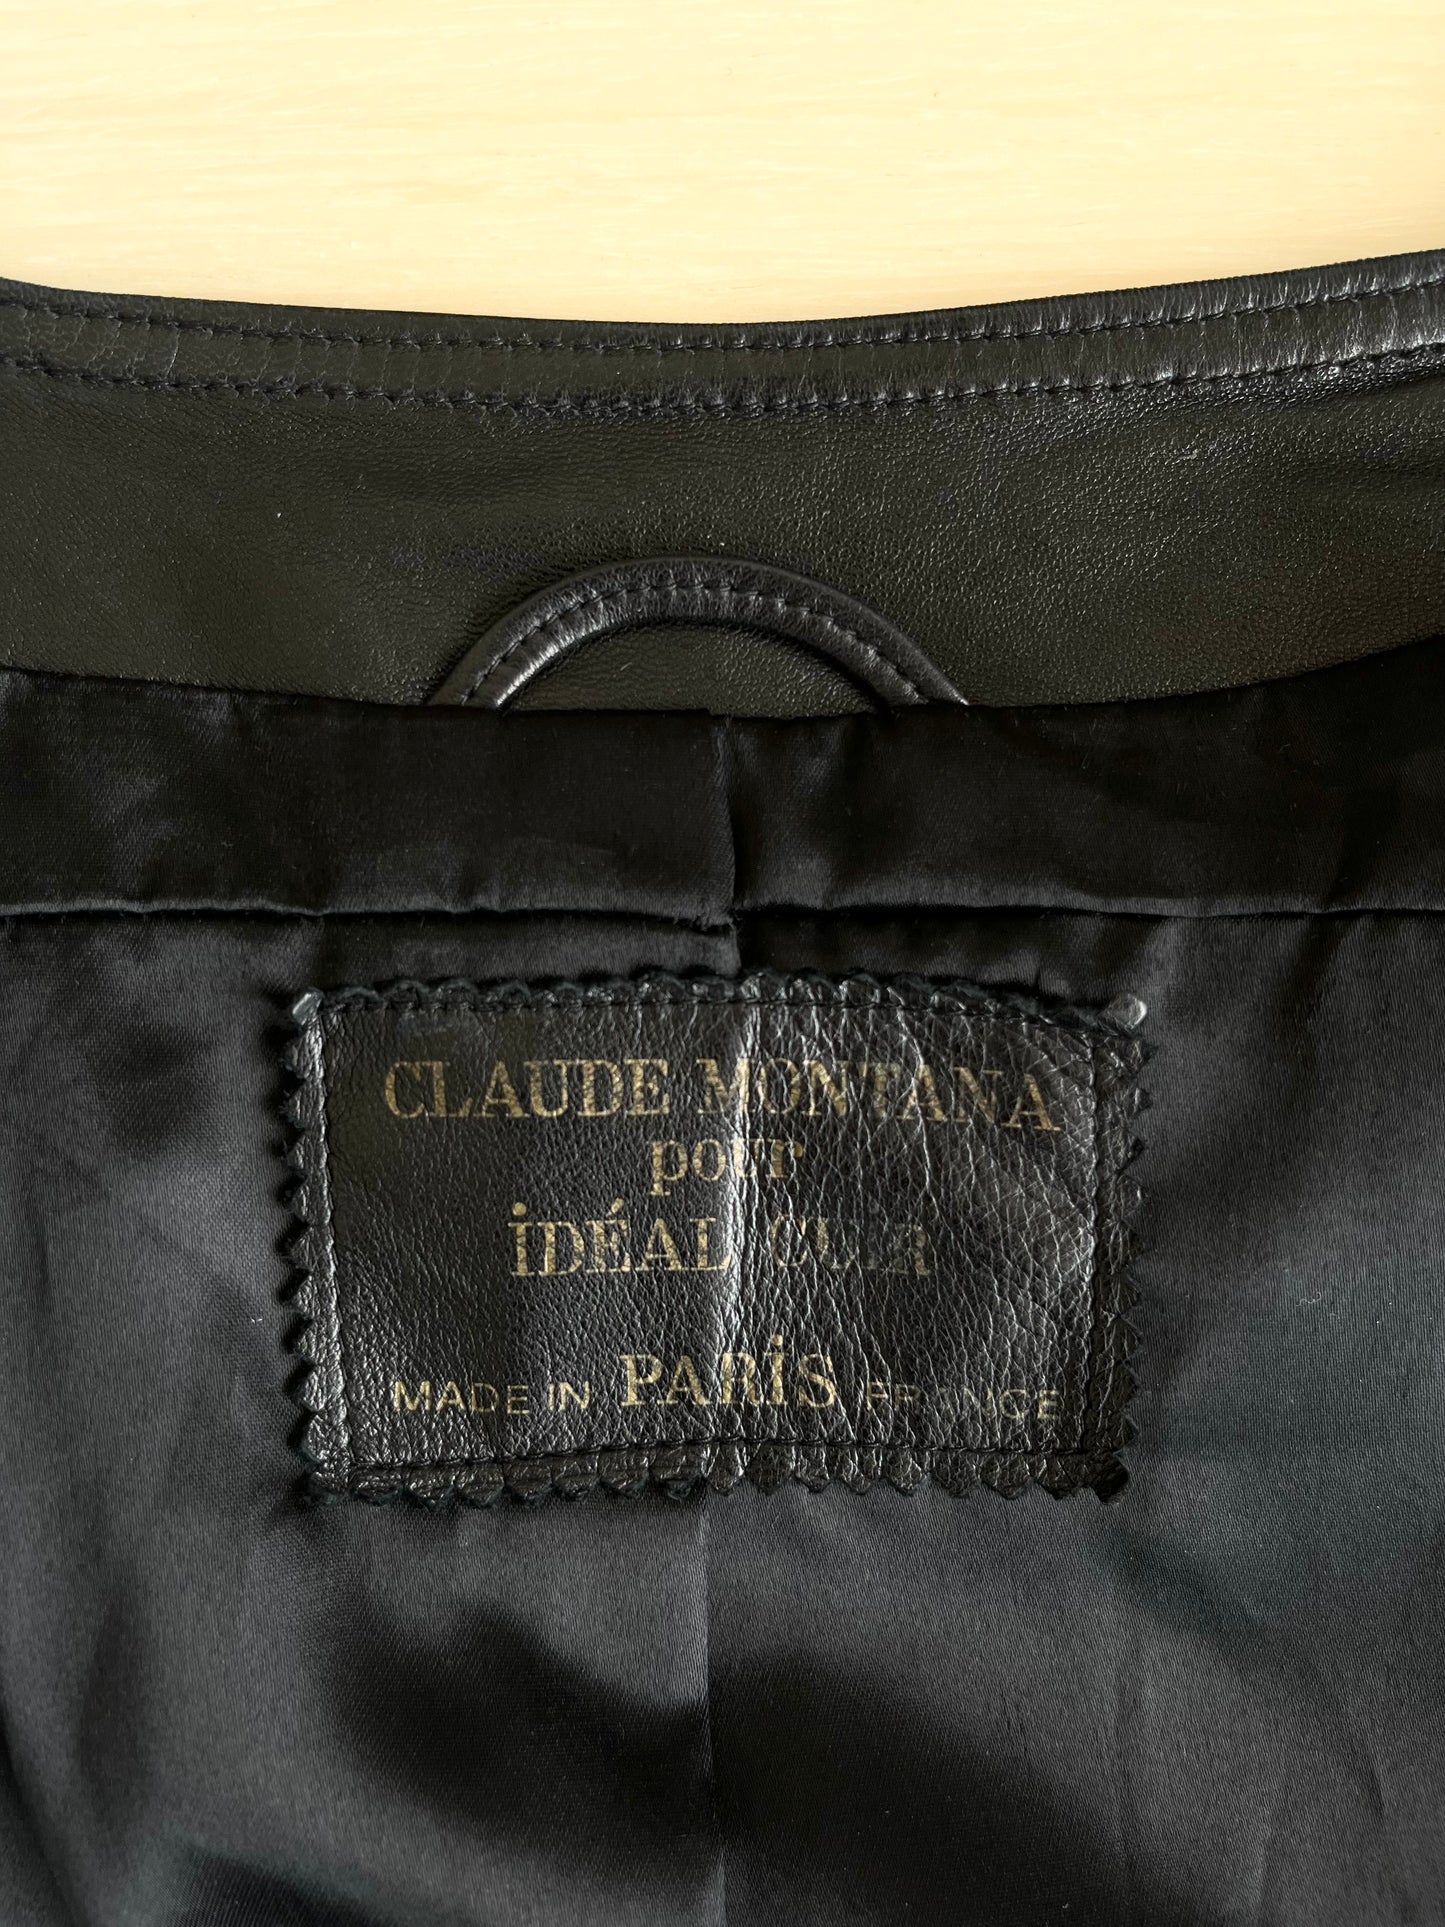 CLAUDE MONTANA
pour
iDÉAL CUiR
MADE IN PARiS FRANCE